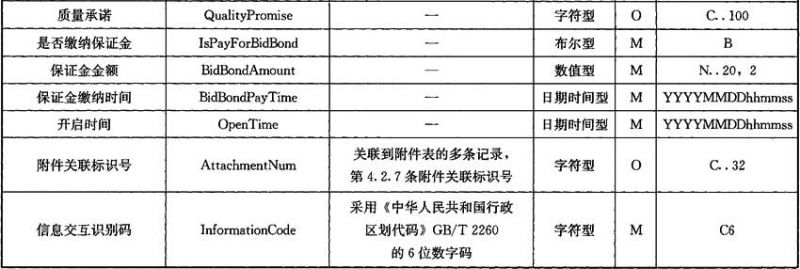 质量承诺 QualityPromise — 字符型 O C..100
是否缴纳保证金 IsPayForBidBond — 布尔型 M B
保证金金额 BidBondAmount — 数值型 M N..20，2
保证金缴纳时间 BidBondPayTime — 日期时间型 M YYYYMMDDhhmmss
开启时间 OpenTime — 日期时间型 M YYYYMMDDhhmmss
附件关联标识号 AttachmentNum 关联到附件表的多条记录，
第 4.2.7 条附件关联标识号 字符型 O C..32
信息交互识别码 InformationCode 采用《中华人民共和国行政
区划代码》GB/T 2260
的 6 位数字码 字符型 M C6